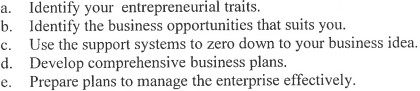 a. Identify your entrepreneurial traits.
b. Identify the business opportunities that suits you.
c. Use the support systems to zero down to your business idea.
d. Develop comprehensive business plans.
e. Prepare plans to manage the enterprise effectively.